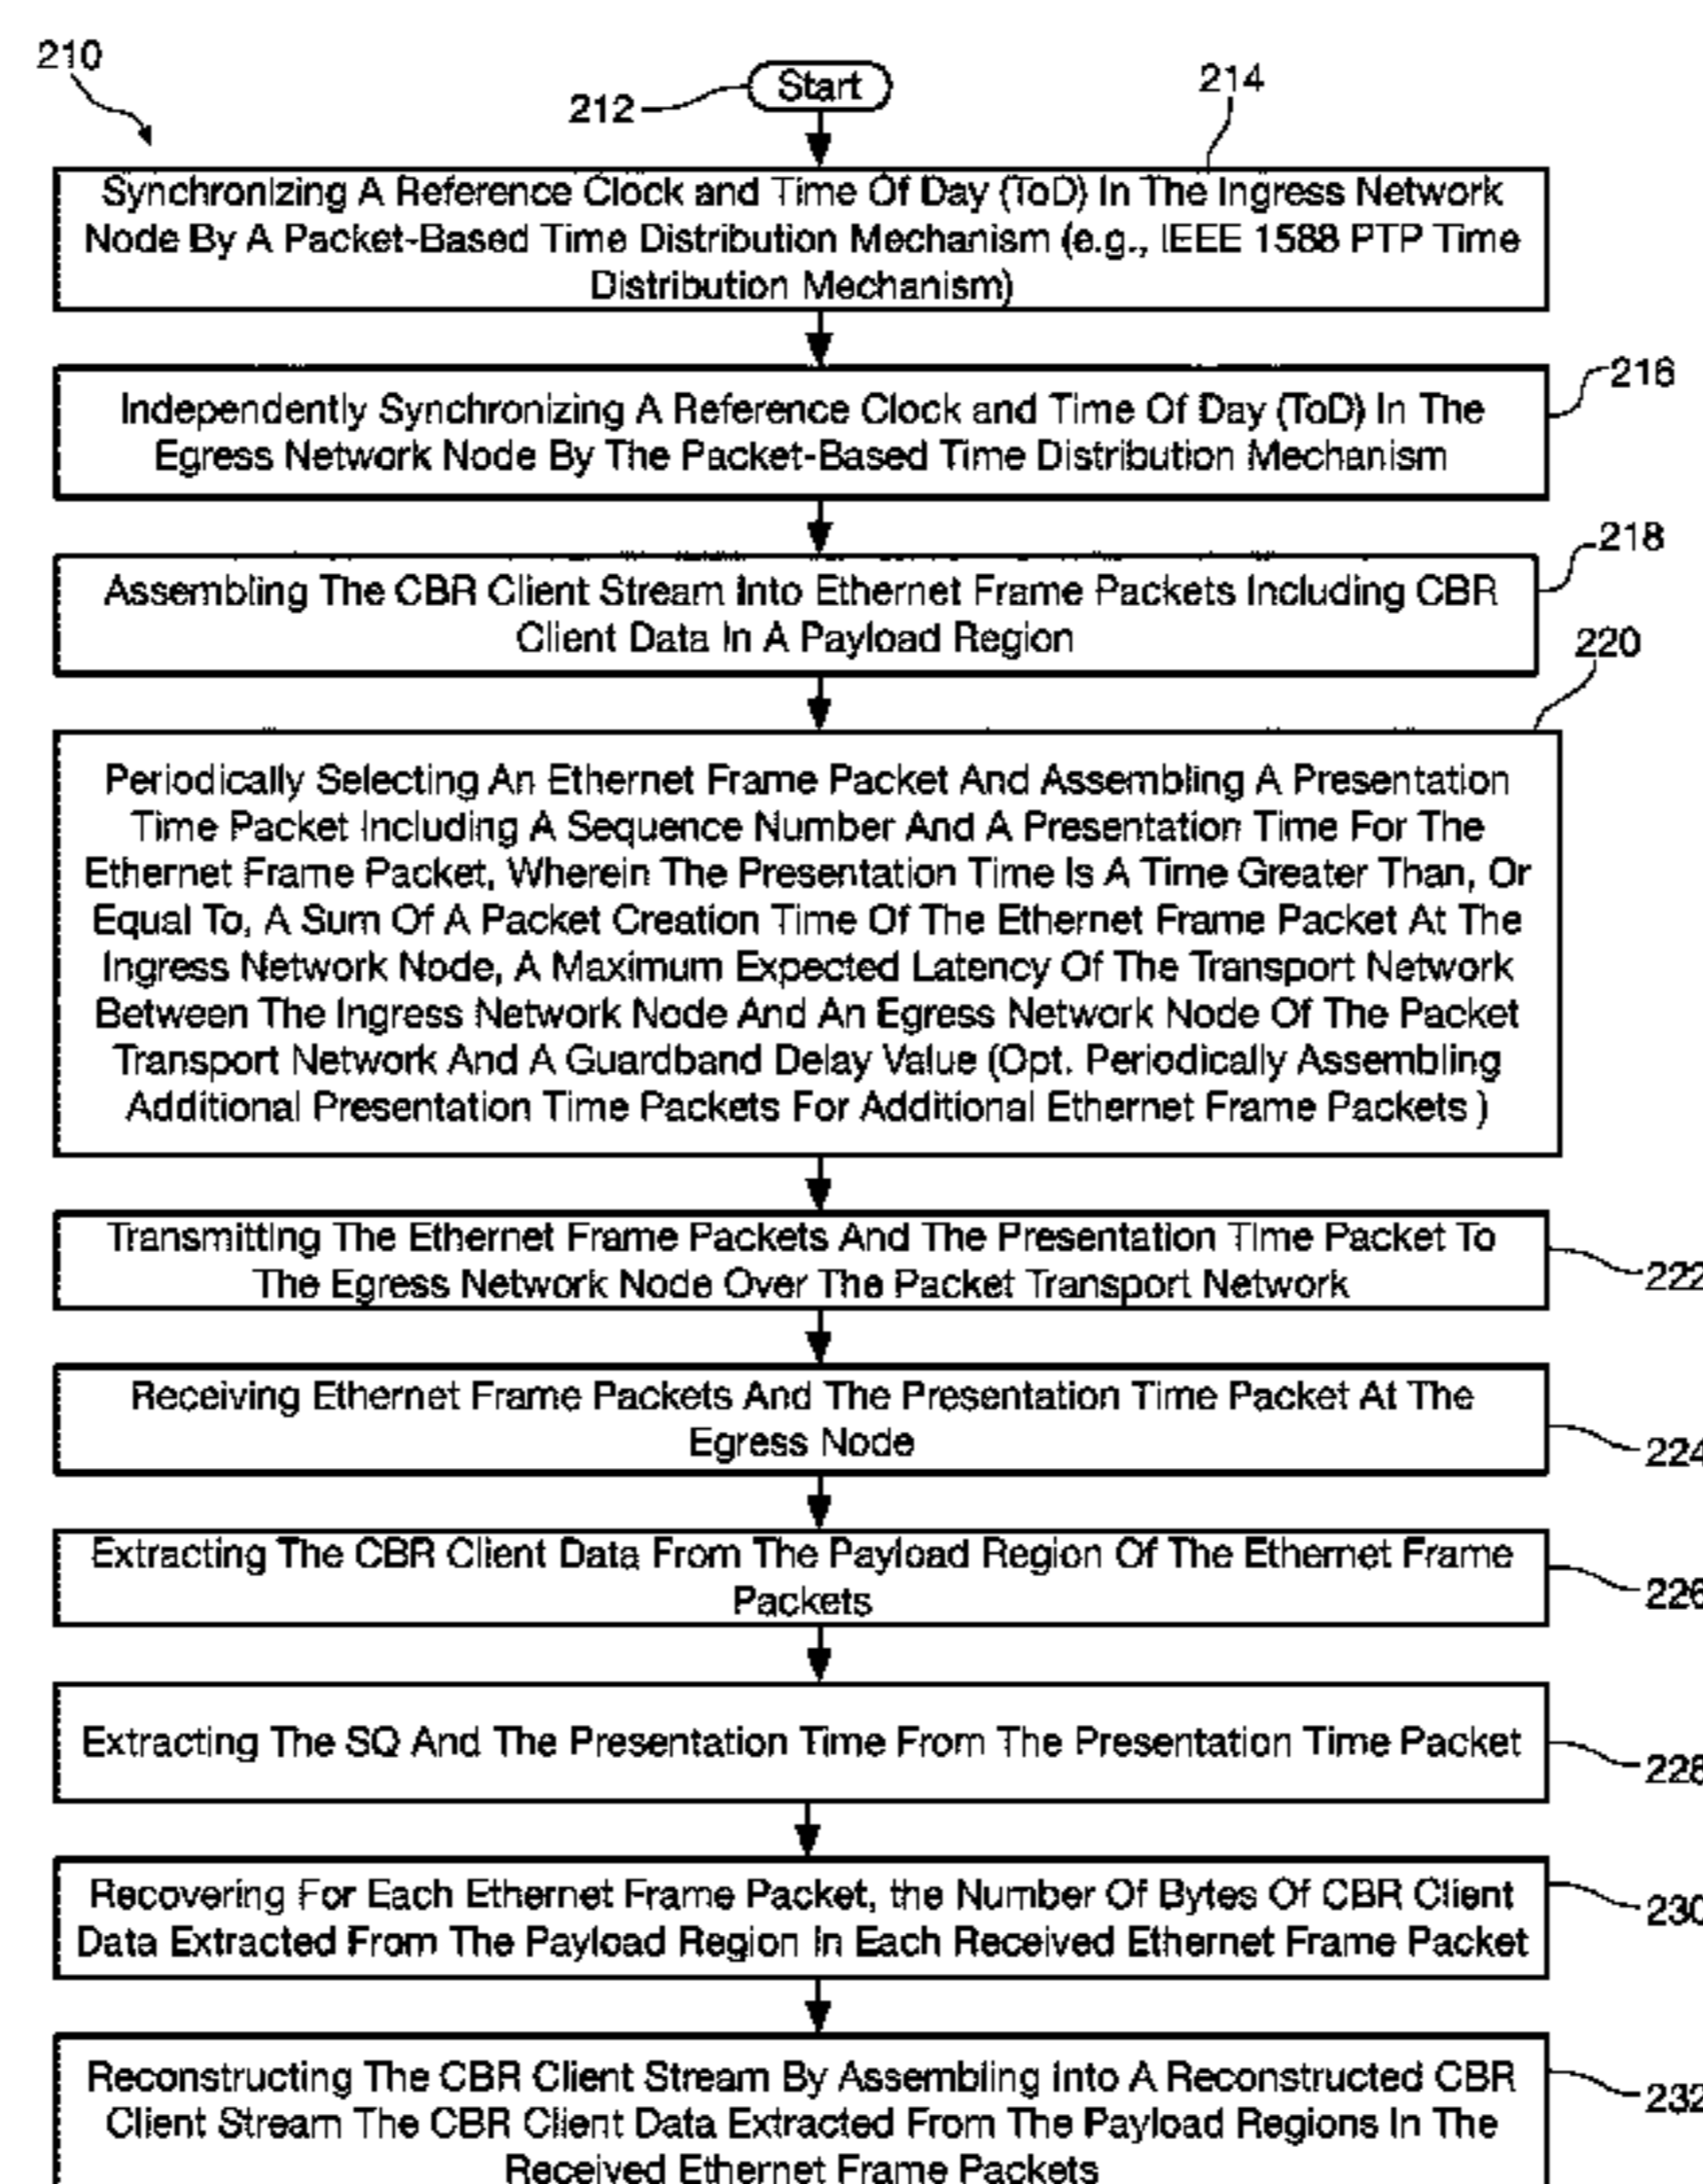 210
212
Start
214
Synchronizing A Reference Clock and Time Of Day (ToD) In The Ingress Network
Node By A Packet-Based Time Distribution Mechanism (e.g., IEEE 1588 PTP Time
Distribution Mechanism)
216
Independently Synchronizing A Reference Clock and Time Of Day (ToD) In The
Egress Network Node By The Packet-Based Time Distribution Mechanism
218
Assembling The CBR Client Stream Into Ethernet Frame Packets Including CBR
Client Data In A Payload Region
220
Periodically Selecting An Ethernet Frame Packet And Assembling A Presentation
Time Packet Including A Sequence Number And A Presentation Time For The
Ethernet Frame Packet, Wherein The Presentation Time Is A Time Greater Than, Or
Equal To, A Sum Of A Packet Creation Time Of The Ethernet Frame Packet At The
Ingress Network Node, A Maximum Expected Latency Of The Transport Network
Between The Ingress Network Node And An Egress Network Node Of The Packet
Transport Network And A Guardband Delay Value (Opt. Periodically Assembling
Additional Presentation Time Packets For Additional Ethernet Frame Packets )
Transmitting The Ethernet Frame Packets And The Presentation Time Packet To
The Egress Network Node Over The Packet Transport Network
222
Receiving Ethernet Frame Packets And The Presentation Time Packet At The
Egress Node
224
Extracting The CBR Client Data From The Payload Region Of The Ethernet Frame
Packets
226
Extracting The SQ And The Presentation Time From The Presentation Time Packet
228
Recovering For Each Ethernet Frame Packet, the Number Of Bytes Of CBR Client
Data Extracted From The Payload Region In Each Received Ethernet Frame Packet
230
Reconstructing The CBR Client Stream By Assembling Into A Reconstructed CBR
Client Stream The CBR Client Data Extracted From The Payload Regions In The
Received Ethernet Frame Packets
232